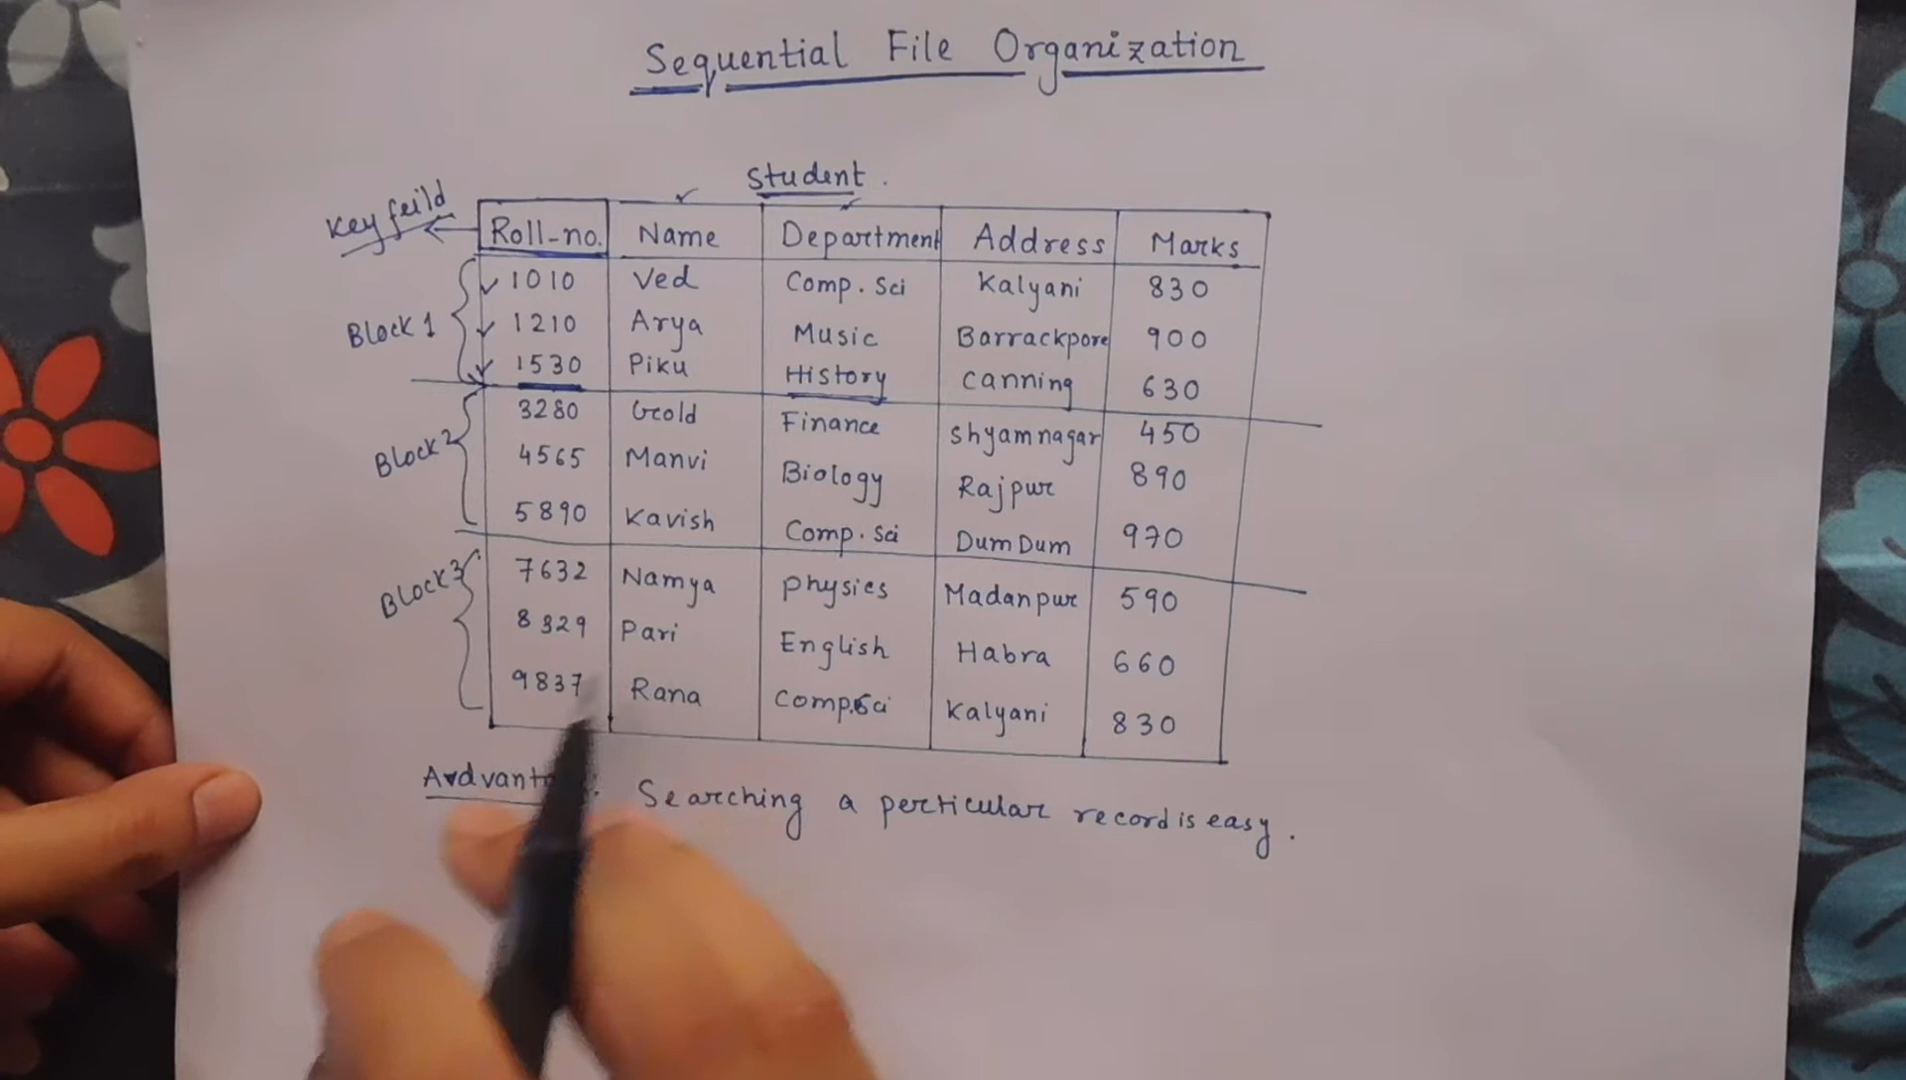 Sequential File Organization
Student.
Key feild
Roll-no. Name Department Address Marks
Block 1
1010 Ved Comp. Sci Kalyani 830
1210 Arya Music Barrackpore 900
1530 Piku History Canning 630
Block 2
3280 Gold Finance Shyamnagar 450
4565 Manvi Biology Rajpur 890
5890 Kavish Comp. Sci DumDum 970
Block 3
7632 Namya Physics Madanpur 590
8329 Pari English Habra 660
9837 Rana Comp. Sci Kalyani 830
Searching a perticular record is easy.